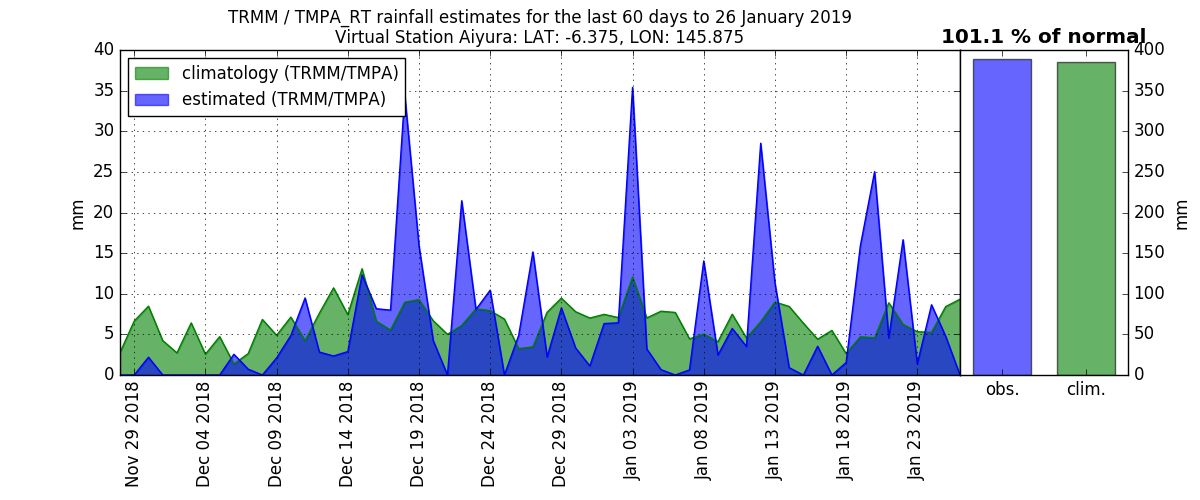 TRMM / TMPA_RT rainfall estimates for the last 60 days to 26 January 2019
Virtual Station Aiyura: LAT: -6.375, LON: 145.875
101.1 % of normal
climatology (TRMM/TMPA)
estimated (TRMM/TMPA)
mm
40
35
30
25
20
15
10
5
0
Nov 29 2018
Dec 04 2018
Dec 09 2018
Dec 14 2018
Dec 19 2018
Dec 24 2018
Dec 29 2018
Jan 03 2019
Jan 08 2019
Jan 13 2019
Jan 18 2019
Jan 23 2019
obs.
clim.
400
350
300
250
200
150
100
50
0
mm